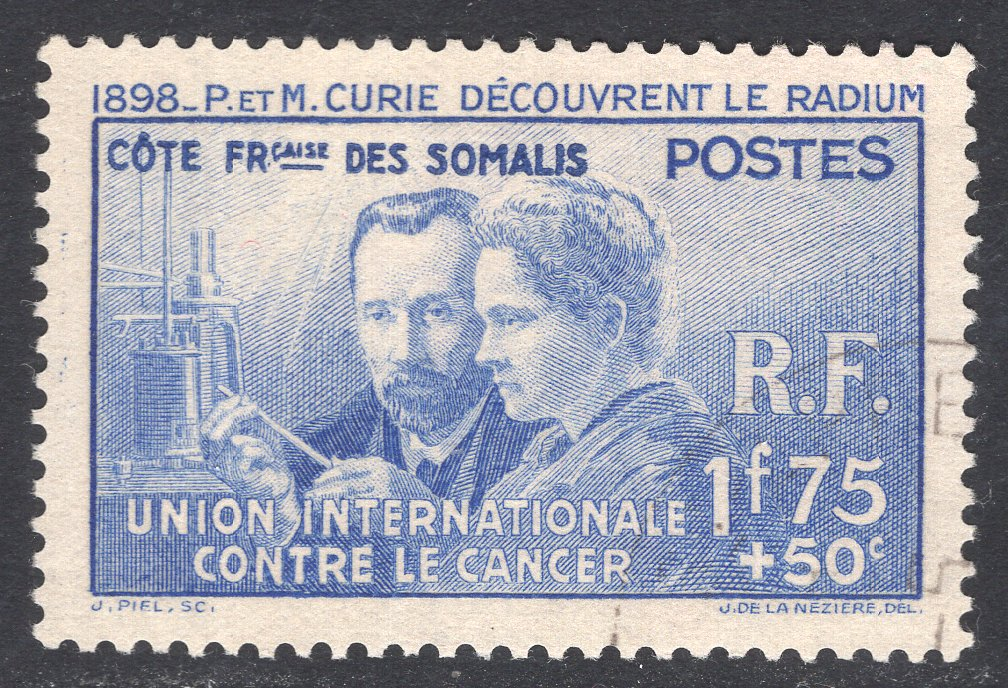 1898_P. ET M. CURIE DÉCOUVRENT LE RADIUM
CÔTE FRÇAISE DES SOMALIS POSTES
R.F.
1f75
+50c
UNION INTERNATIONALE
CONTRE LE CANCER
J. PIEL, SC.
J. DE LA NÉZIERE, DEL.